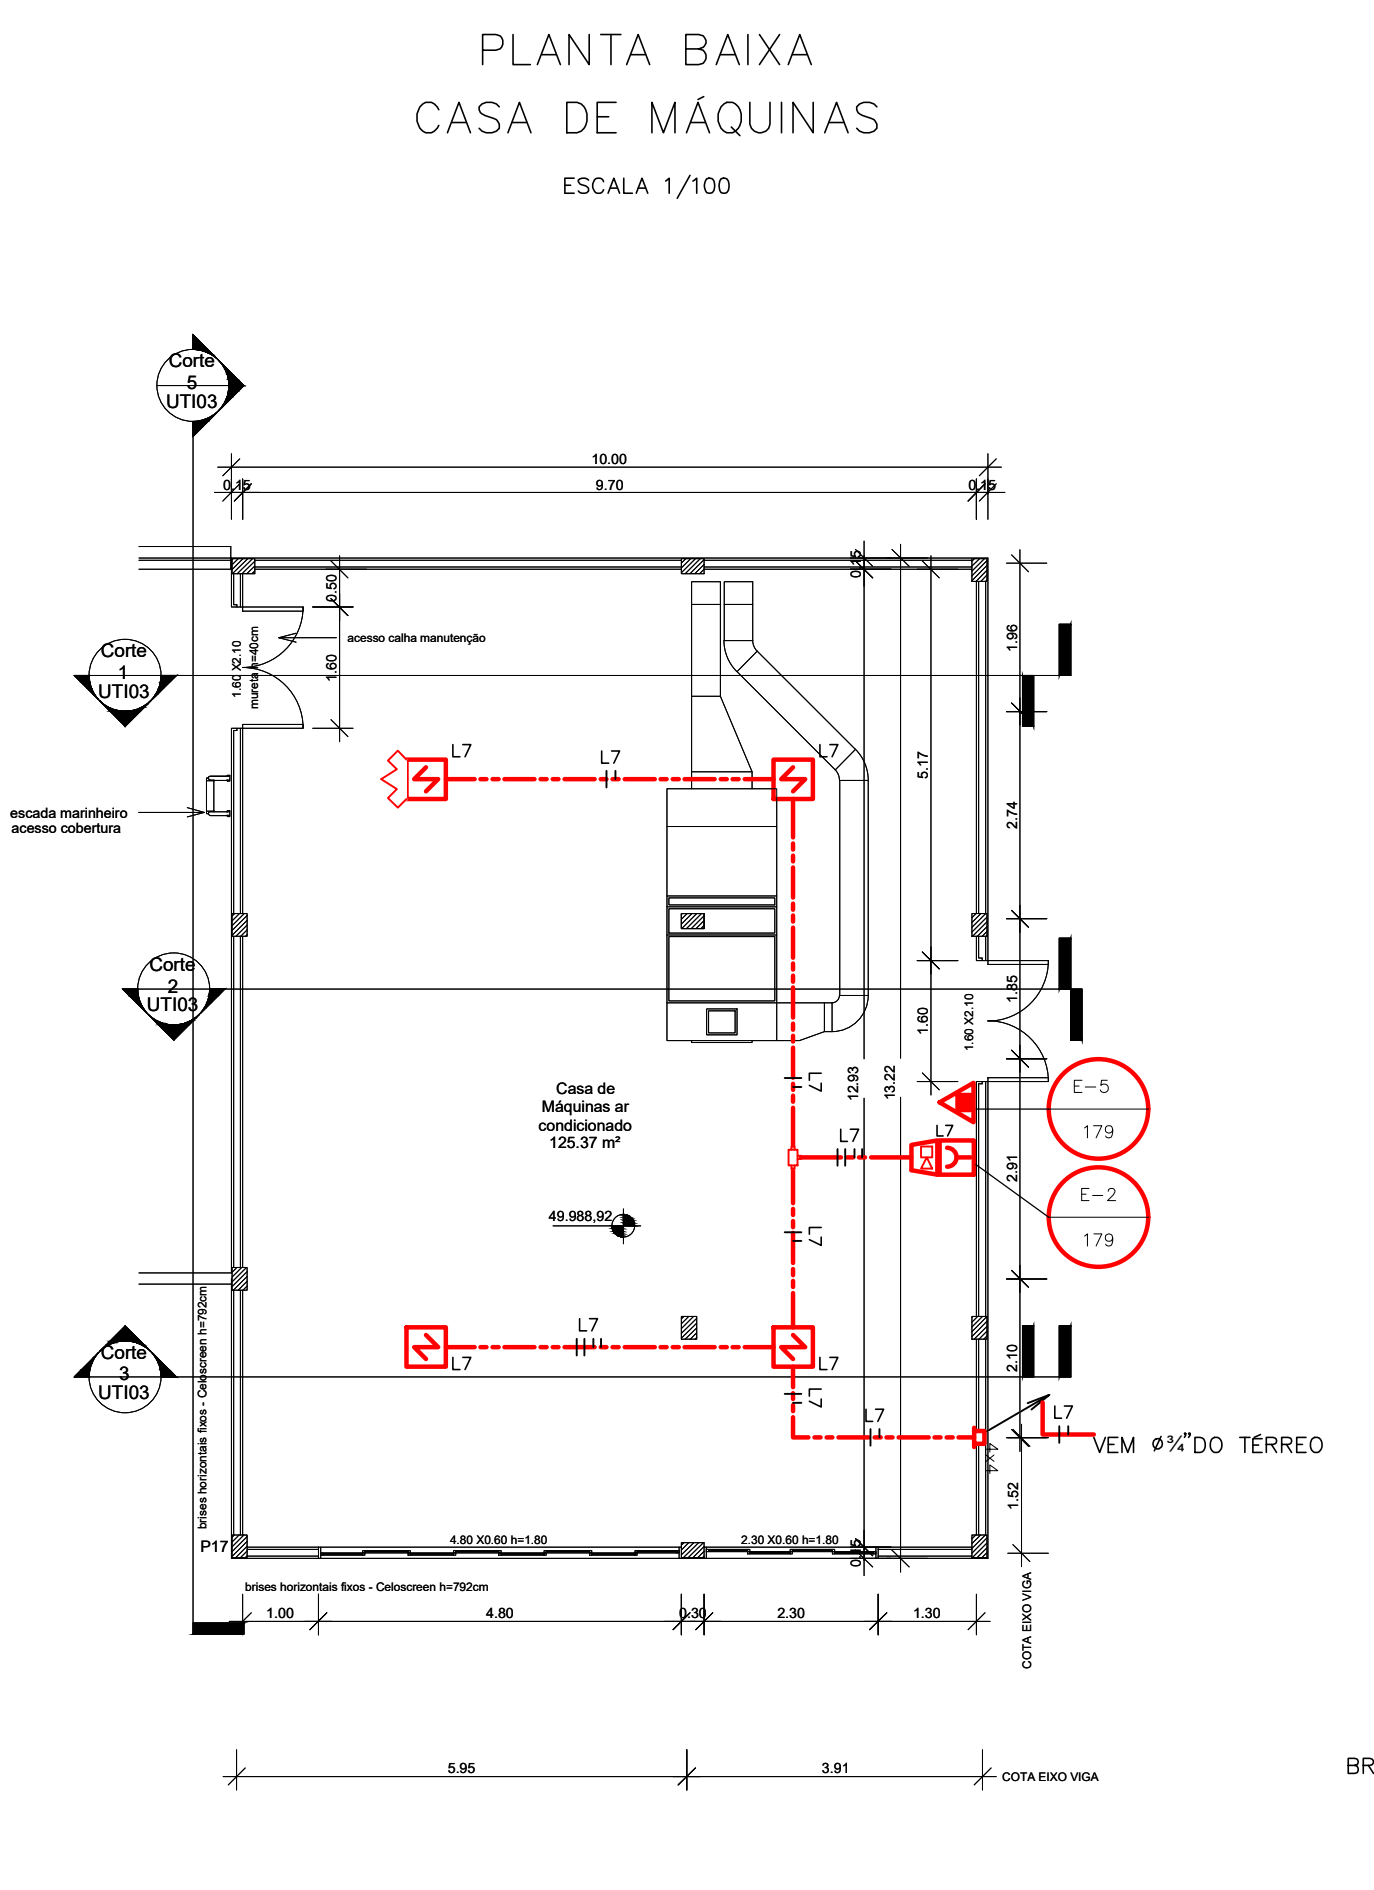 PLANTA BAIXA
CASA DE MÁQUINAS
ESCALA 1/100
Corte
5
UTI03
10.00
0.15
9.70
0.15
0.15
0.50
acesso calha manutenção
1.60 X2.10
mureta h=40cm
1.60
1.96
Corte
1
UTI03
L7
L7
L7
5.17
2.74
escada marinheiro
acesso cobertura
Corte
2
UTI03
1.85
1.60
1.60 X2.10
L7
12.93
13.22
Casa de
Máquinas ar
condicionado
125.37 m²
E-5
179
L7
L7
2.91
E-2
179
49.988,92
L7
brises horizontais fixos - Celoscreen h=792cm
L7
L7
L7
Corte
3
UTI03
2.10
L7
L7
L7
VEM Ø¾"DO TÉRREO
4x4
1.52
P17
4.80 X0.60 h=1.80
2.30 X0.60 h=1.80
0.15
brises horizontais fixos - Celoscreen h=792cm
COTA EIXO VIGA
1.00
4.80
0.30
2.30
1.30
5.95
3.91
COTA EIXO VIGA
BR